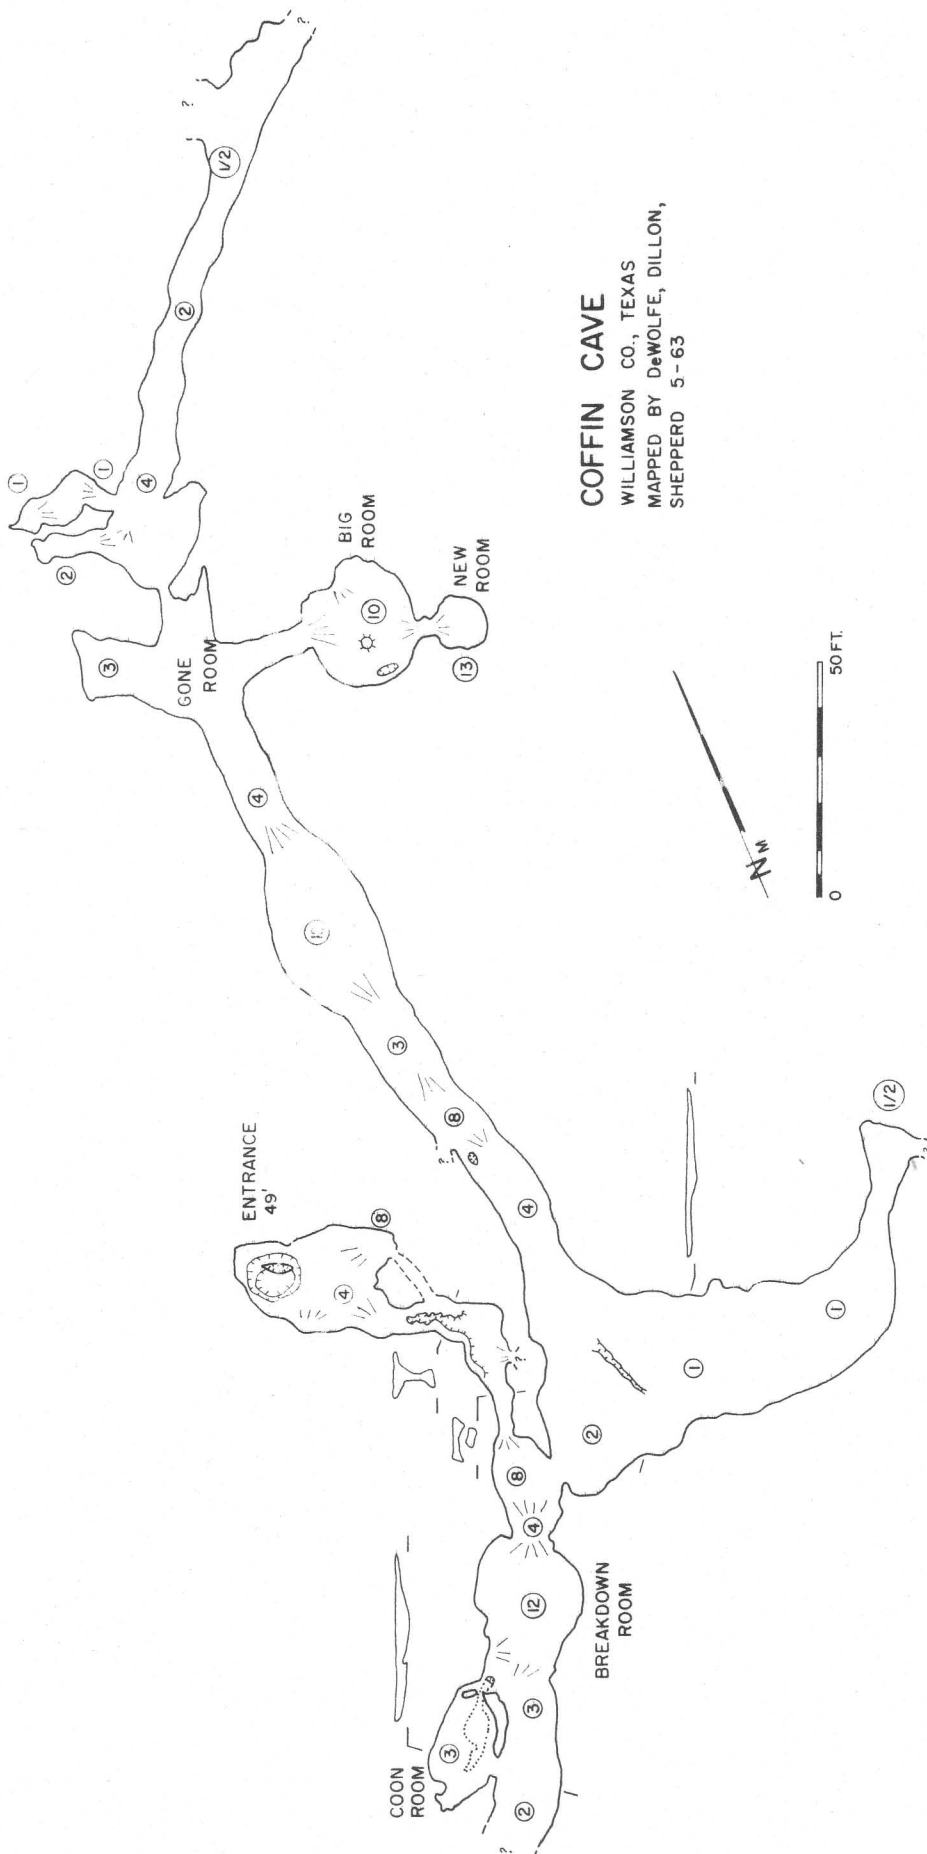 1
2
1
3
4
2
?
GONE
ROOM
1/2
ENTRANCE
49'
4
?
BIG
ROOM
4
10
8
COON
ROOM
3
?
3
8
NEW
ROOM
13
?
2
3
12
4
8
?
4
COFFIN CAVE
WILLIAMSON CO., TEXAS
MAPPED BY DeWOLFE, DILLON,
SHEPPERD 5-63
2
BREAKDOWN
ROOM
1
N M
1
0 50 FT.
1/2
?